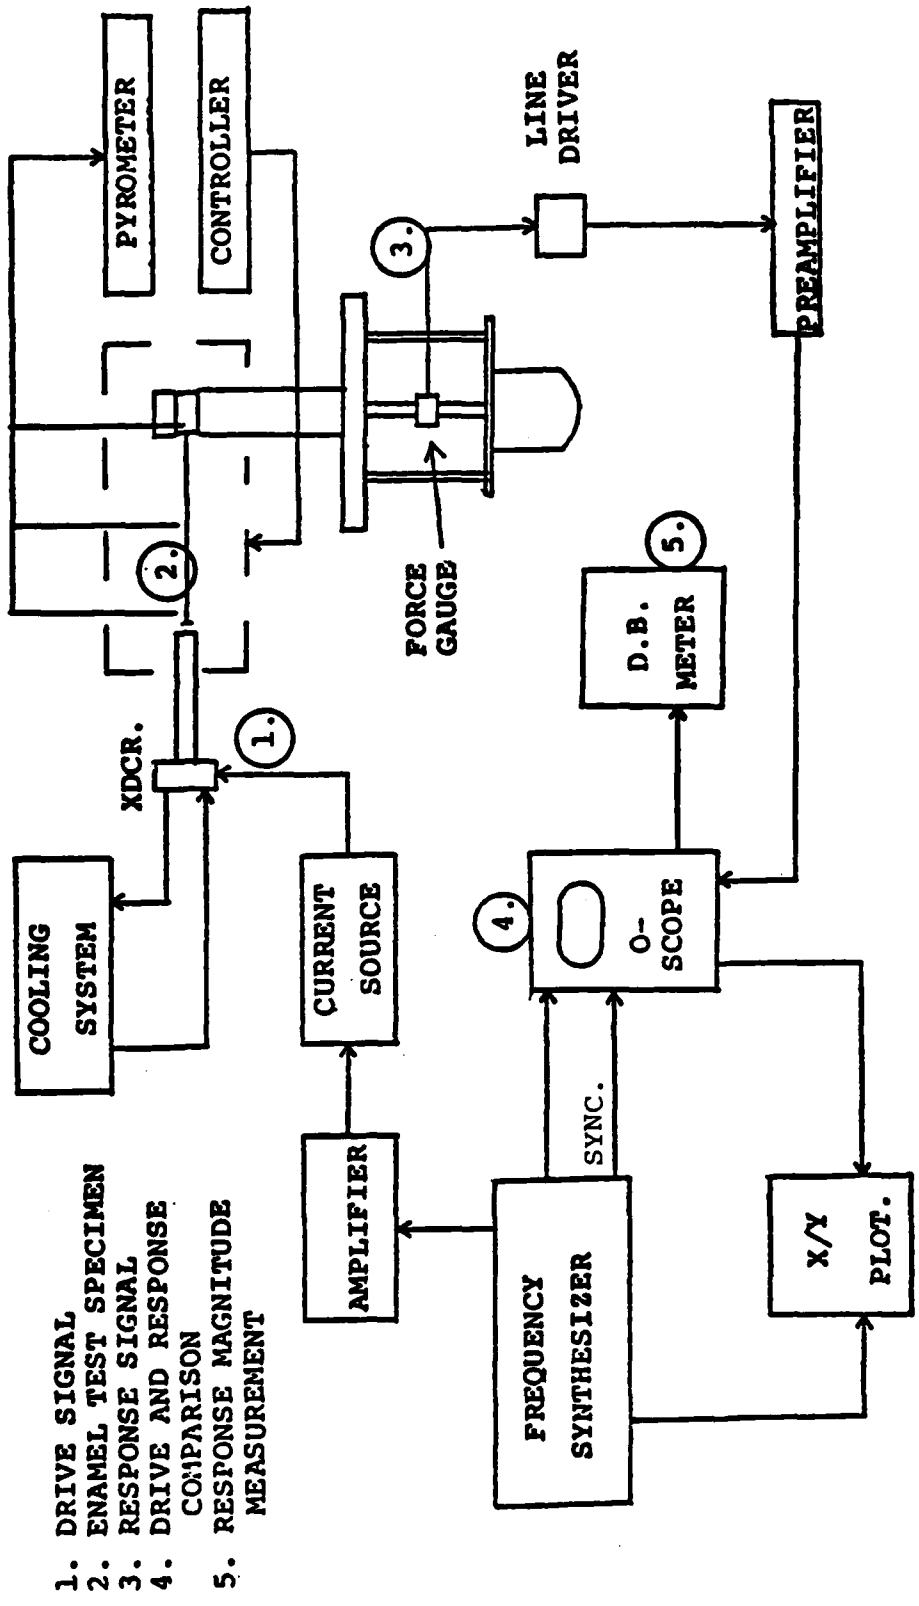 1. DRIVE SIGNAL
2. ENAMEL TEST SPECIMEN
3. RESPONSE SIGNAL
4. DRIVE AND RESPONSE
COMPARISON
5. RESPONSE MAGNITUDE
MEASUREMENT
COOLING
SYSTEM
XDCR.
PYROMETER
CONTROLLER
2.
1.
CURRENT
SOURCE
AMPLIFIER
FORCE
GAUGE
3.
LINE
DRIVER
FREQUENCY
SYNTHESIZER
SYNC.
4.
O-
SCOPE
D.B.
METER
5.
PREAMPLIFIER
X/Y
PLOT.